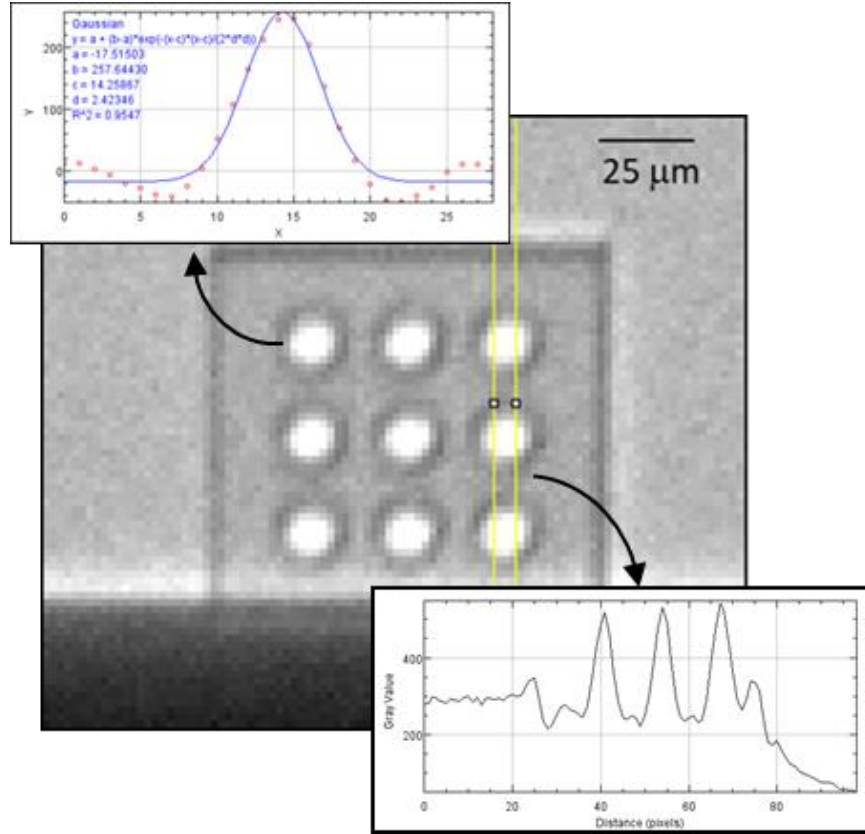 Gaussian
y = a + (b-a)*exp(-(x-c)*(x-c)/(2*d*d))
a = -17.51503
b = 257.64430
c = 14.25867
d = 2.42346
R^2 = 0.9547
200
100
0
Y
0 5 10 15 20 25
X
25 μm
400
200
Gray Value
0 20 40 60 80
Distance (pixels)